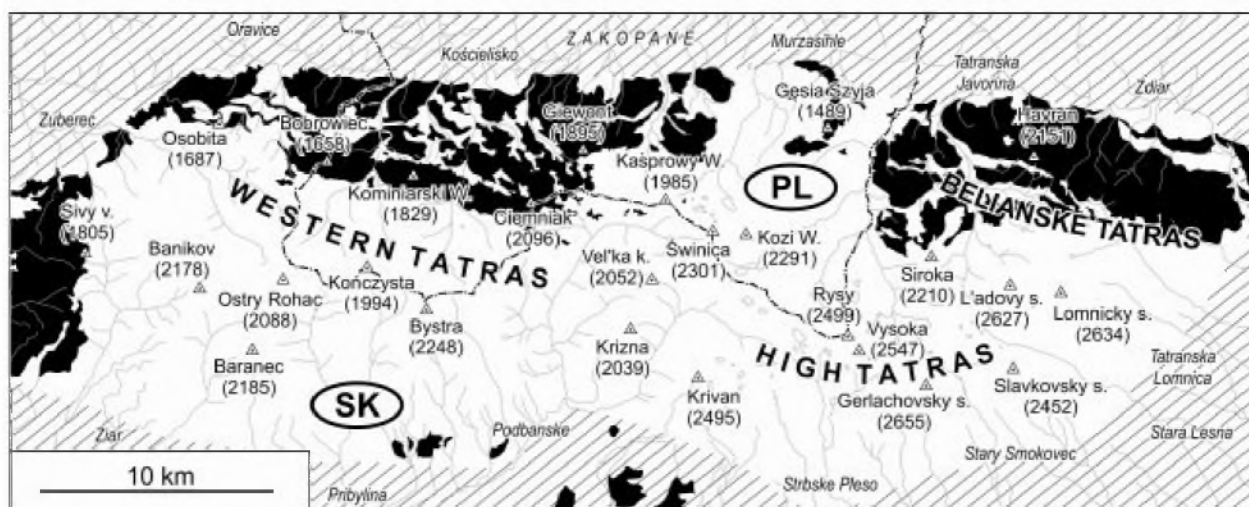 Oravice
Kościelisko
ZAKOPANE
Murzasihle
Tatranska
Javorina
Zdiar
Zuberec
Osobita
(1687)
Bobrowiec
(1658)
Giewont
(1895)
Gęsia Szyja
(1489)
Havran
(2151)
Kasprowy W.
(1985)
PL
Kominiarski W.
(1829)
Ciemniak
(2096)
WESTERN TATRAS
BELIANSKE TATRAS
Sivy v.
(1805)
Banikov
(2178)
Ostry Rohac
(2088)
Kończysta
(1994)
Bystra
(2248)
Vel'ka k.
(2052)
Świnica
(2301)
Kozi W.
(2291)
Siroka
(2210)
L'adovy s.
(2627)
Lomnicky s.
(2634)
Rysy
(2499)
Vysoka
(2547)
Baranec
(2185)
Krizna
(2039)
HIGH TATRAS
Krivan
(2495)
Gerlachovsky s.
(2655)
Slavkovsky s.
(2452)
Tatranska
Lomnica
SK
Ziar
Podbanske
Stara Lesna
Stary Smokovec
10 km
Pribylina
Strbske Pleso